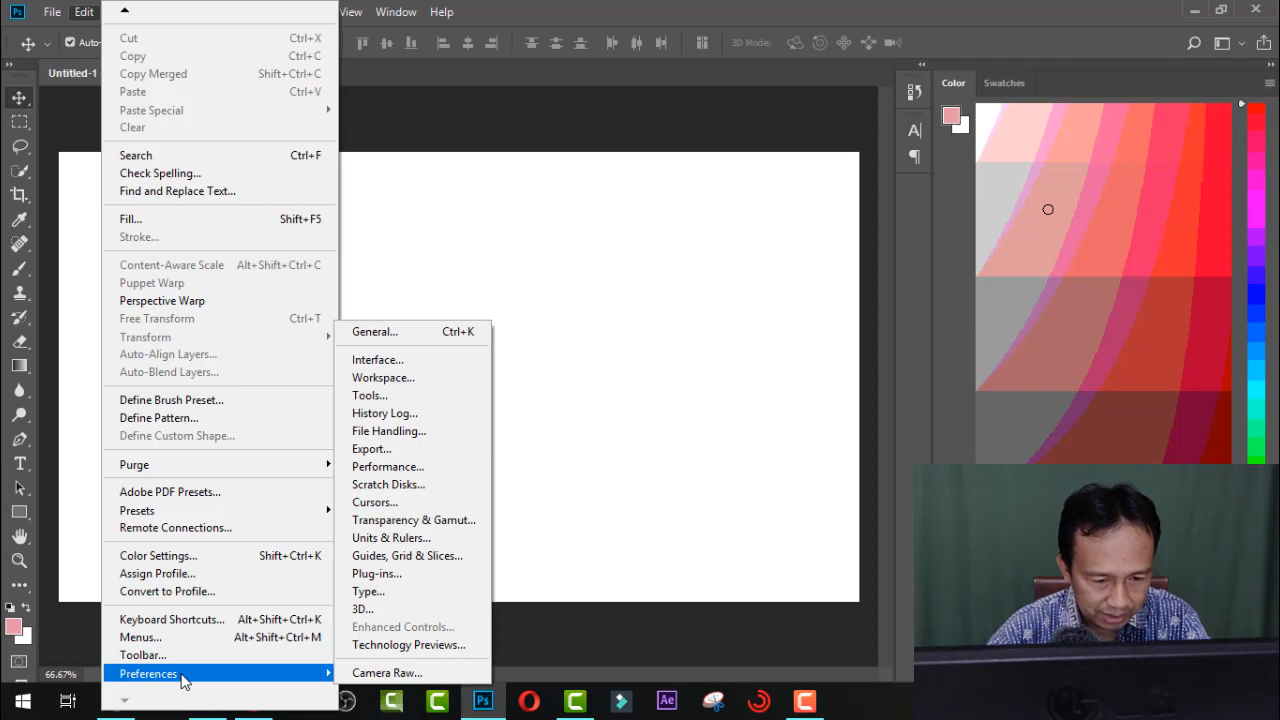 Ps File Edit View Window Help
Auto- 3D Mode:
Untitled-1
Cut Ctrl+X
Copy Ctrl+C
Copy Merged Shift+Ctrl+C
Paste Ctrl+V
Paste Special
Clear
Search Ctrl+F
Check Spelling...
Find and Replace Text...
Fill... Shift+F5
Stroke...
Content-Aware Scale Alt+Shift+Ctrl+C
Puppet Warp
Perspective Warp
Free Transform Ctrl+T
Transform
Auto-Align Layers...
Auto-Blend Layers...
Define Brush Preset...
Define Pattern...
Define Custom Shape...
Purge
Adobe PDF Presets...
Presets
Remote Connections...
Color Settings... Shift+Ctrl+K
Assign Profile...
Convert to Profile...
Keyboard Shortcuts... Alt+Shift+Ctrl+K
Menus... Alt+Shift+Ctrl+M
Toolbar...
Preferences
General... Ctrl+K
Interface...
Workspace...
Tools...
History Log...
File Handling...
Export...
Performance...
Scratch Disks...
Cursors...
Transparency & Gamut...
Units & Rulers...
Guides, Grid & Slices...
Plug-ins...
Type...
3D...
Enhanced Controls...
Technology Previews...
Camera Raw...
Color Swatches
66.67%
Ps Ae